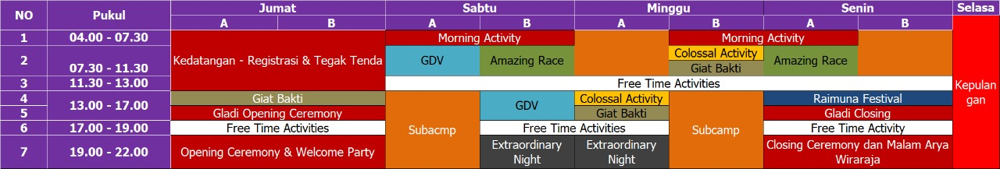 NO Pukul Jumat Sabtu Minggu Senin Selasa
A B A B A B A B
1 04.00 - 07.30 Morning Activity Morning Activity
2 07.30 - 11.30 Kedatangan - Registrasi & Tegak Tenda GDV Amazing Race Colossal Activity Amazing Race
Giat Bakti
3 11.30 - 13.00 Free Time Activities
Kepulan
gan
4 13.00 - 17.00 Giat Bakti GDV Colossal Activity Raimuna Festival
5 Gladi Opening Ceremony Giat Bakti Gladi Closing
6 17.00 - 19.00 Free Time Activities Subacmp Free Time Activities Subcamp Free Time Activity
7 19.00 - 22.00 Opening Ceremony & Welcome Party Extraordinary Extraordinary Closing Ceremony dan Malam Arya
Night Night Wiraraja